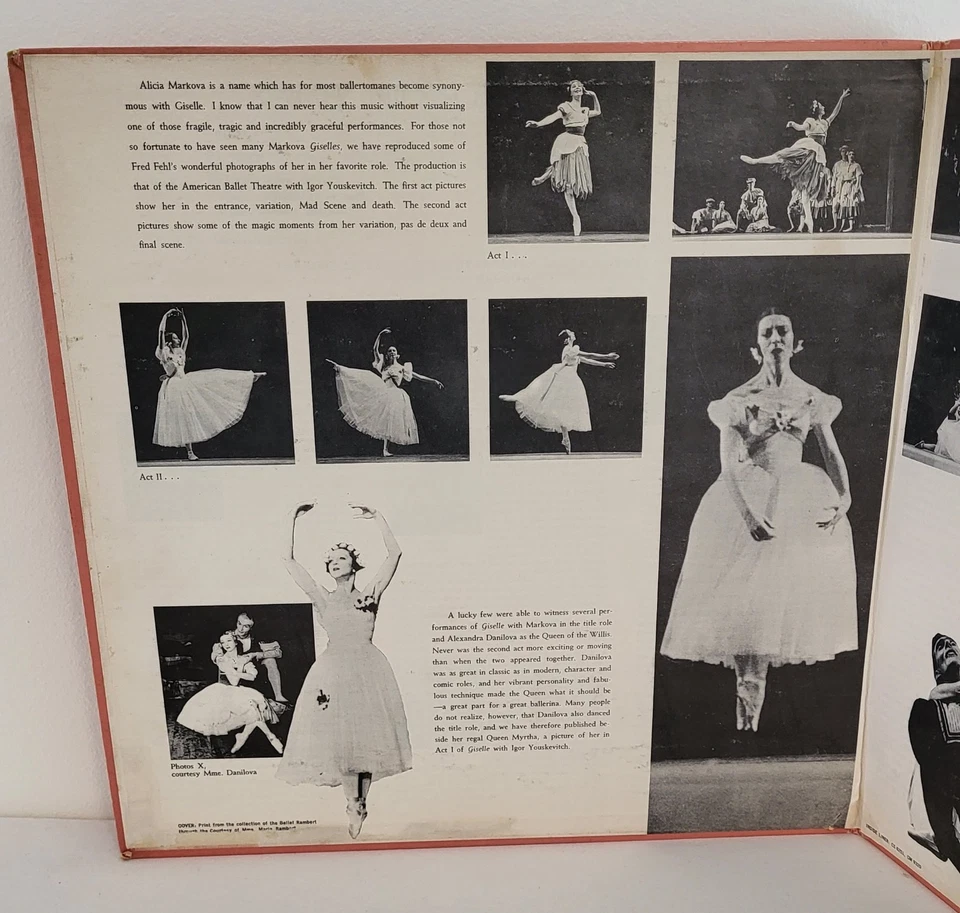 Alicia Markova is a name which has for most ballertomanes become synony-
mous with Giselle. I know that I can never hear this music without visualizing
one of those fragile, tragic and incredibly graceful performances. For those not
so fortunate to have seen many Markova Giselles, we have reproduced some of
Fred Fehl's wonderful photographs of her in her favorite role. The production is
that of the American Ballet Theatre with Igor Youskevitch. The first act pictures
show her in the entrance, variation, Mad Scene and death. The second act
pictures show some of the magic moments from her variation, pas de deux and
final scene.
Act I . . .
Act II . . .
A lucky few were able to witness several per-
formances of Giselle with Markova in the title role
and Alexandra Danilova as the Queen of the Willis.
Never was the second act more exciting or moving
than when the two appeared together. Danilova
was as great in classic as in modern, character and
comic roles, and her vibrant personality and fabu-
lous technique made the Queen what it should be
—a great part for a great ballerina. Many people
do not realize, however, that Danilova also danced
the title role, and we have therefore published be-
side her regal Queen Myrtha, a picture of her in
Act I of Giselle with Igor Youskevitch.
Photos X,
courtesy Mme. Danilova
COVER: Print from the collection of the Ballet Rambert
through the Courtesy of Mme. Marie Rambert